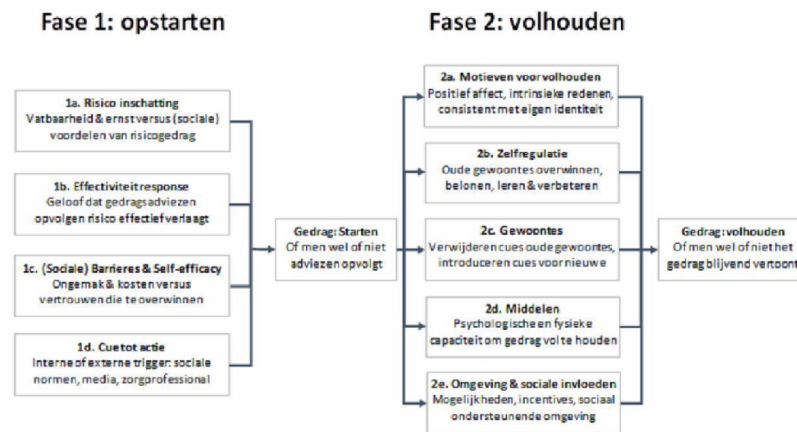 Fase 1: opstarten
1a. Risico inschatting
Vatbaarheid & ernst versus (sociale)
voordelen van risicogedrag
1b. Effectiviteit response
Geloof dat gedragsadviezen
opvolgen risico effectief verlaagt
1c. (Sociale) Barrieres & Self-efficacy
Ongemak & kosten versus
vertrouwen die te overwinnen
1d. Cue tot actie
Interne of externe trigger: sociale
normen, media, zorgprofessional
Gedrag: Starten
Of men wel of niet
adviezen opvolgt
Fase 2: volhouden
2a. Motieven voor volhouden
Positief affect, intrinsieke redenen,
consistent met eigen identiteit
2b. Zelfregulatie
Oude gewoontes overwinnen,
belonen, leren & verbeteren
2c. Gewoontes
Verwijderen cues oude gewoontes,
introduceren cues voor nieuwe
2d. Middelen
Psychologische en fysieke
capaciteit om gedrag vol te houden
2e. Omgeving & sociale invloeden
Mogelijkheden, incentives, sociaal
ondersteunende omgeving
Gedrag: volhouden
Of men wel of niet het
gedrag blijvend vertoont